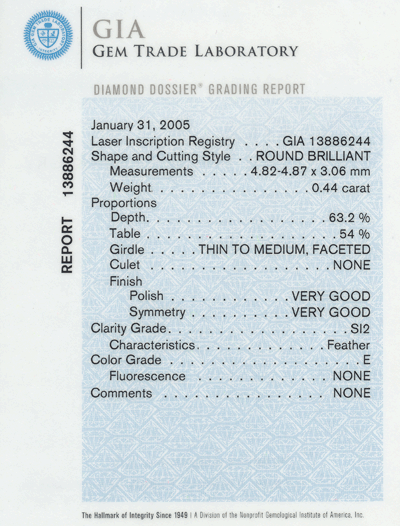 GIA
GEM TRADE LABORATORY
DIAMOND DOSSIER® GRADING REPORT
REPORT 13886244
January 31, 2005
Laser Inscription Registry . . . . GIA 13886244
Shape and Cutting Style . . ROUND BRILLIANT
Measurements . . . . . 4.82-4.87 x 3.06 mm
Weight. . . . . . . . . . . . . . . . . 0.44 carat
Proportions
Depth. . . . . . . . . . . . . . . . . . . . 63.2 %
Table . . . . . . . . . . . . . . . . . . . . . 54 %
Girdle . . . . . THIN TO MEDIUM, FACETED
Culet . . . . . . . . . . . . . . . . . . . . NONE
Finish
Polish . . . . . . . . . . . . VERY GOOD
Symmetry . . . . . . . . . VERY GOOD
Clarity Grade. . . . . . . . . . . . . . . . . . SI2
Characteristics. . . . . . . . . . . . . Feather
Color Grade . . . . . . . . . . . . . . . . . . . . E
Fluorescence . . . . . . . . . . . . . NONE
Comments . . . . . . . . . . . . . . . . . NONE
The Hallmark of Integrity Since 1949 | A Division of the Nonprofit Gemological Institute of America, Inc.